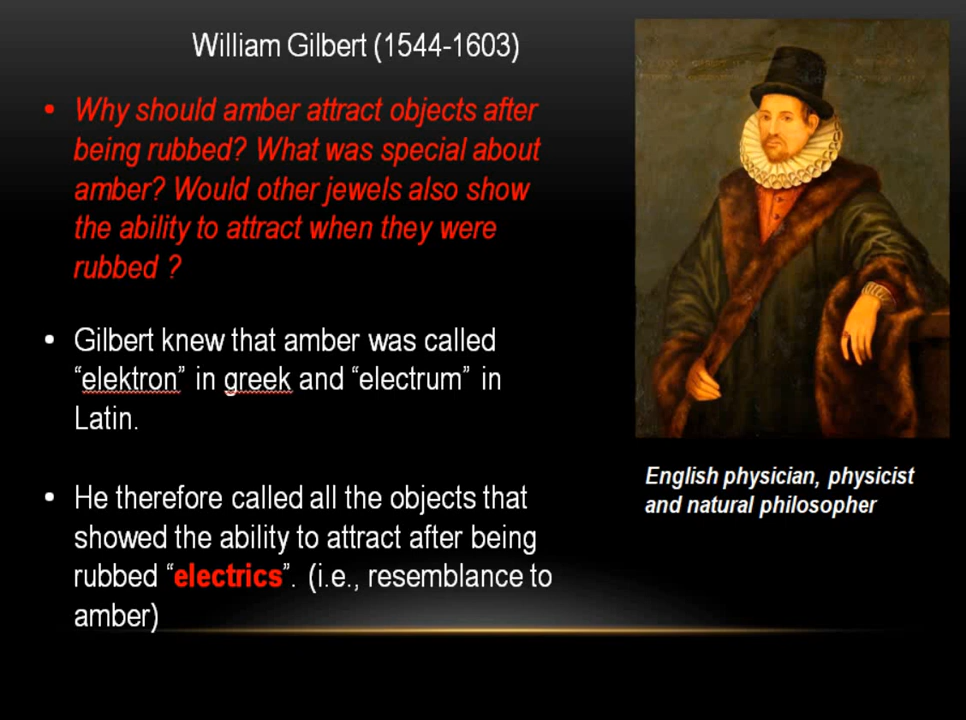 William Gilbert (1544-1603)
• Why should amber attract objects after
being rubbed? What was special about
amber? Would other jewels also show
the ability to attract when they were
rubbed ?
• Gilbert knew that amber was called
“elektron” in greek and “electrum” in
Latin.
• He therefore called all the objects that
showed the ability to attract after being
rubbed “electrics”. (i.e., resemblance to
amber)
English physician, physicist
and natural philosopher